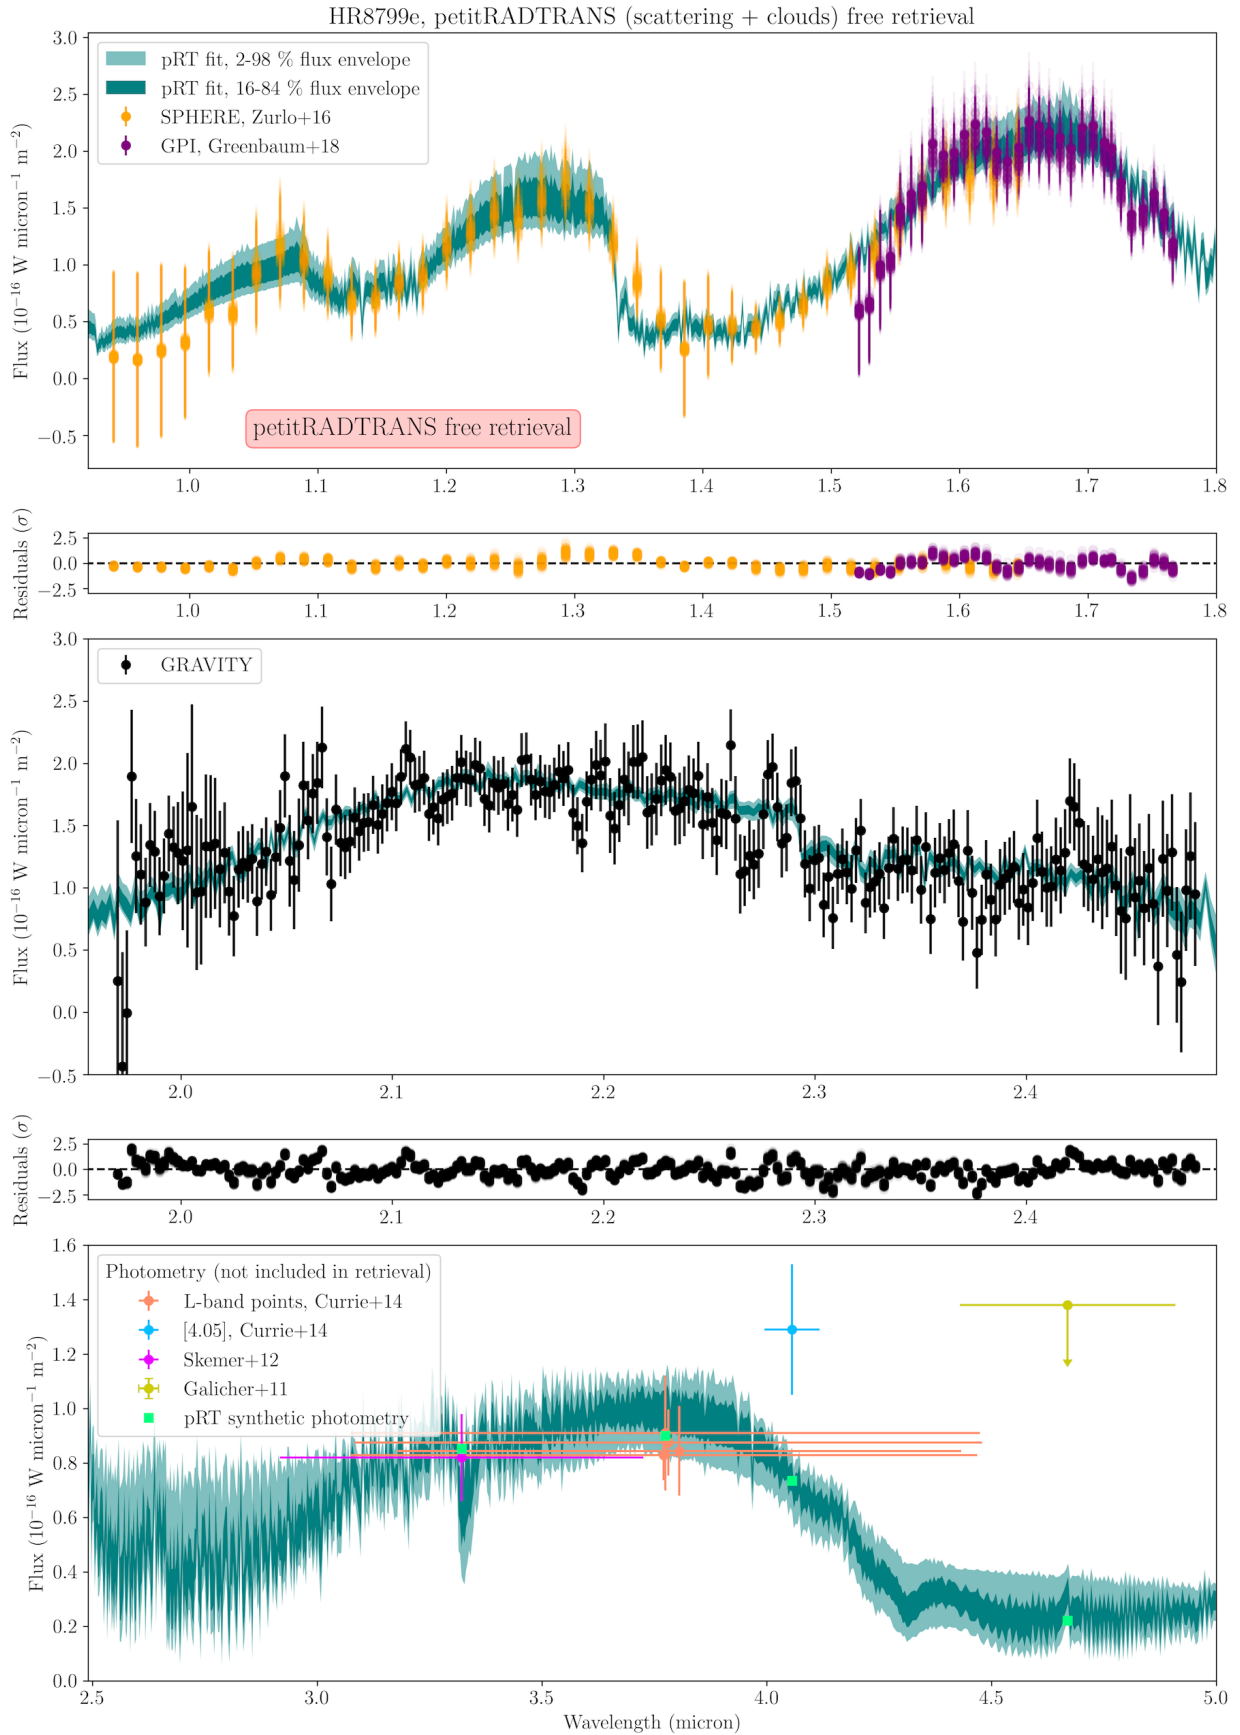 HR8799e, petitRADTRANS (scattering + clouds) free retrieval
3.0
2.5
2.0
1.5
1.0
0.5
0.0
−0.5
Flux (10⁻¹⁶ W micron⁻¹ m⁻²)
pRT fit, 2-98 % flux envelope
pRT fit, 16-84 % flux envelope
SPHERE, Zurlo+16
GPI, Greenbaum+18
petitRADTRANS free retrieval
1.0 1.1 1.2 1.3 1.4 1.5 1.6 1.7 1.8
Residuals (σ)
2.5
0.0
−2.5
1.0 1.1 1.2 1.3 1.4 1.5 1.6 1.7 1.8
3.0
2.5
2.0
1.5
1.0
0.5
0.0
−0.5
Flux (10⁻¹⁶ W micron⁻¹ m⁻²)
GRAVITY
2.0 2.1 2.2 2.3 2.4
Residuals (σ)
2.5
0.0
−2.5
2.0 2.1 2.2 2.3 2.4
1.6
1.4
1.2
1.0
0.8
0.6
0.4
0.2
0.0
Flux (10⁻¹⁶ W micron⁻¹ m⁻²)
Photometry (not included in retrieval)
L-band points, Currie+14
[4.05], Currie+14
Skemer+12
Galicher+11
pRT synthetic photometry
2.5 3.0 3.5 4.0 4.5 5.0
Wavelength (micron)